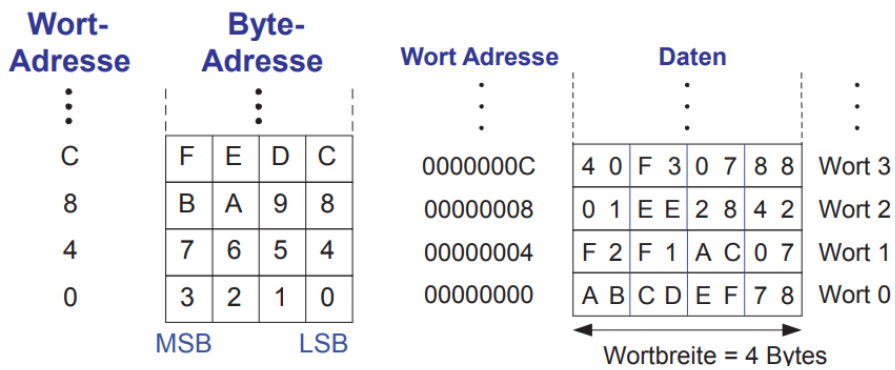 Wort-
Adresse
Byte-
Adresse
C F E D C
8 B A 9 8
4 7 6 5 4
0 3 2 1 0
MSB LSB
Wort Adresse Daten
0000000C 4 0 F 3 0 7 8 8 Wort 3
00000008 0 1 E E 2 8 4 2 Wort 2
00000004 F 2 F 1 A C 0 7 Wort 1
00000000 A B C D E F 7 8 Wort 0
Wortbreite = 4 Bytes